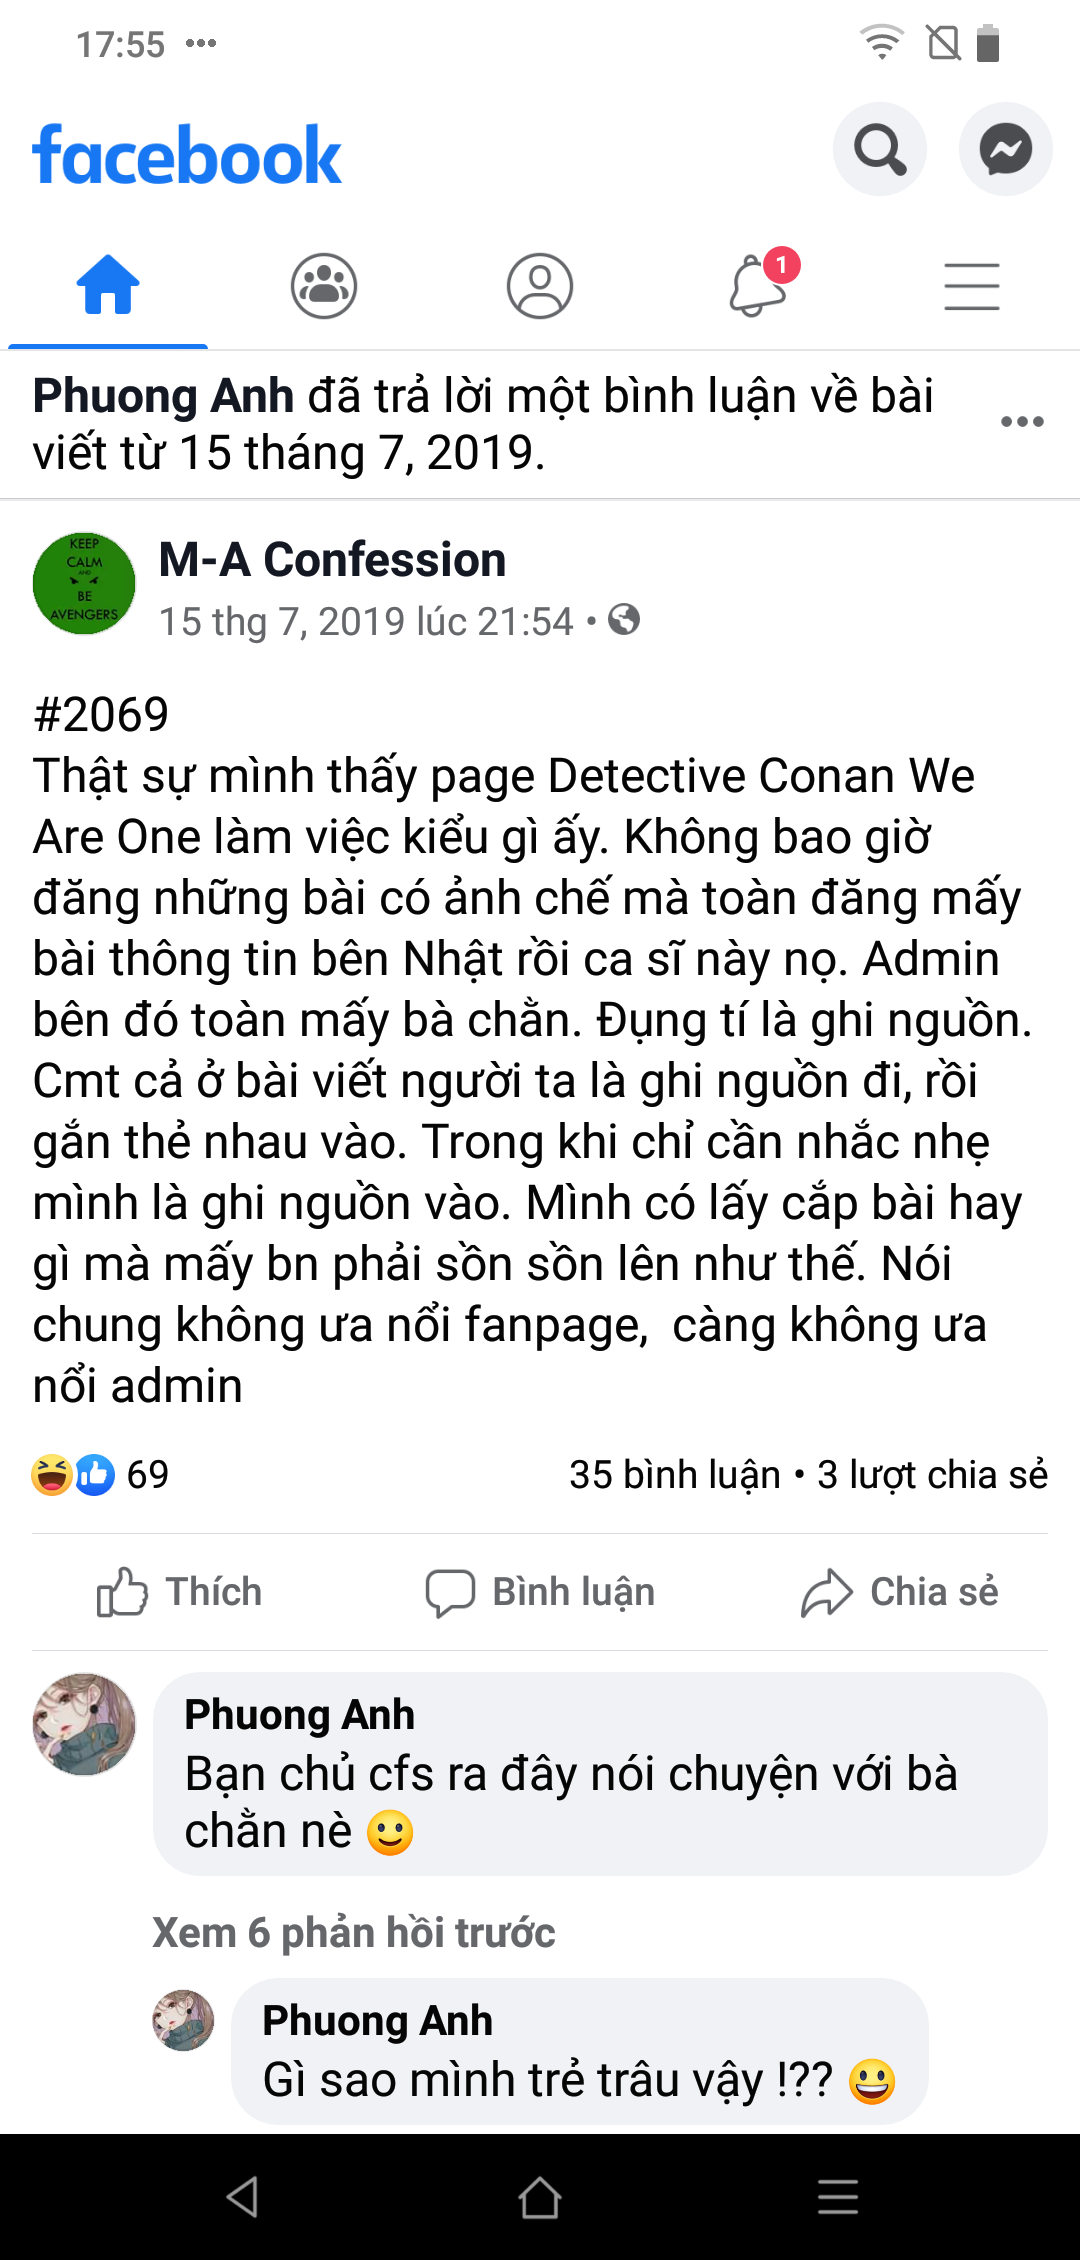 17:55
facebook
1
Phuong Anh đã trả lời một bình luận về bài
viết từ 15 tháng 7, 2019.
KEEP
CALM
AND
BE
AVENGERS
M-A Confession
15 thg 7, 2019 lúc 21:54 •
#2069
Thật sự mình thấy page Detective Conan We
Are One làm việc kiểu gì ấy. Không bao giờ
đăng những bài có ảnh chế mà toàn đăng mấy
bài thông tin bên Nhật rồi ca sĩ này nọ. Admin
bên đó toàn mấy bà chằn. Đụng tí là ghi nguồn.
Cmt cả ở bài viết người ta là ghi nguồn đi, rồi
gắn thẻ nhau vào. Trong khi chỉ cần nhắc nhẹ
mình là ghi nguồn vào. Mình có lấy cắp bài hay
gì mà mấy bn phải sồn sồn lên như thế. Nói
chung không ưa nổi fanpage,  càng không ưa
nổi admin
69
35 bình luận • 3 lượt chia sẻ
Thích
Bình luận
Chia sẻ
Phuong Anh
Bạn chủ cfs ra đây nói chuyện với bà
chằn nè 🙂
Xem 6 phản hồi trước
Phuong Anh
Gì sao mình trẻ trâu vậy !?? 😀